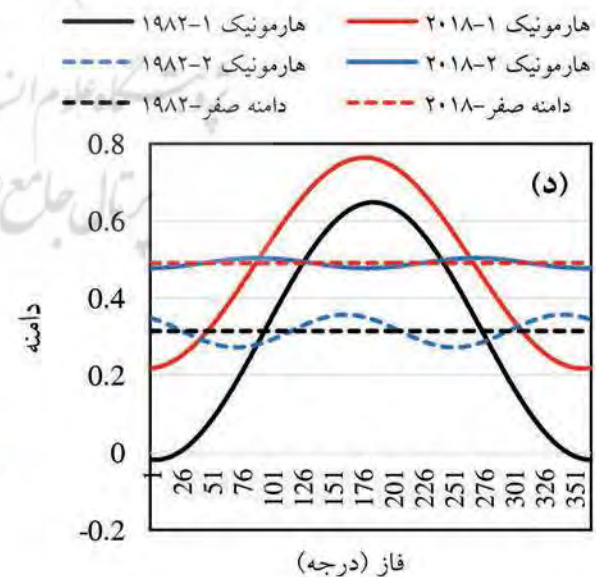 هارمونیک ۱-۲۰۱۸ هارمونیک ۱-۱۹۸۲
هارمونیک ۲-۲۰۱۸ هارمونیک ۲-۱۹۸۲
دامنه صفر-۲۰۱۸ دامنه صفر-۱۹۸۲
(د)
0.8
0.6
0.4
0.2
0
-0.2
دامنه
1 26 51 76 101 126 151 176 201 226 251 276 301 326 351
فاز (درجه)